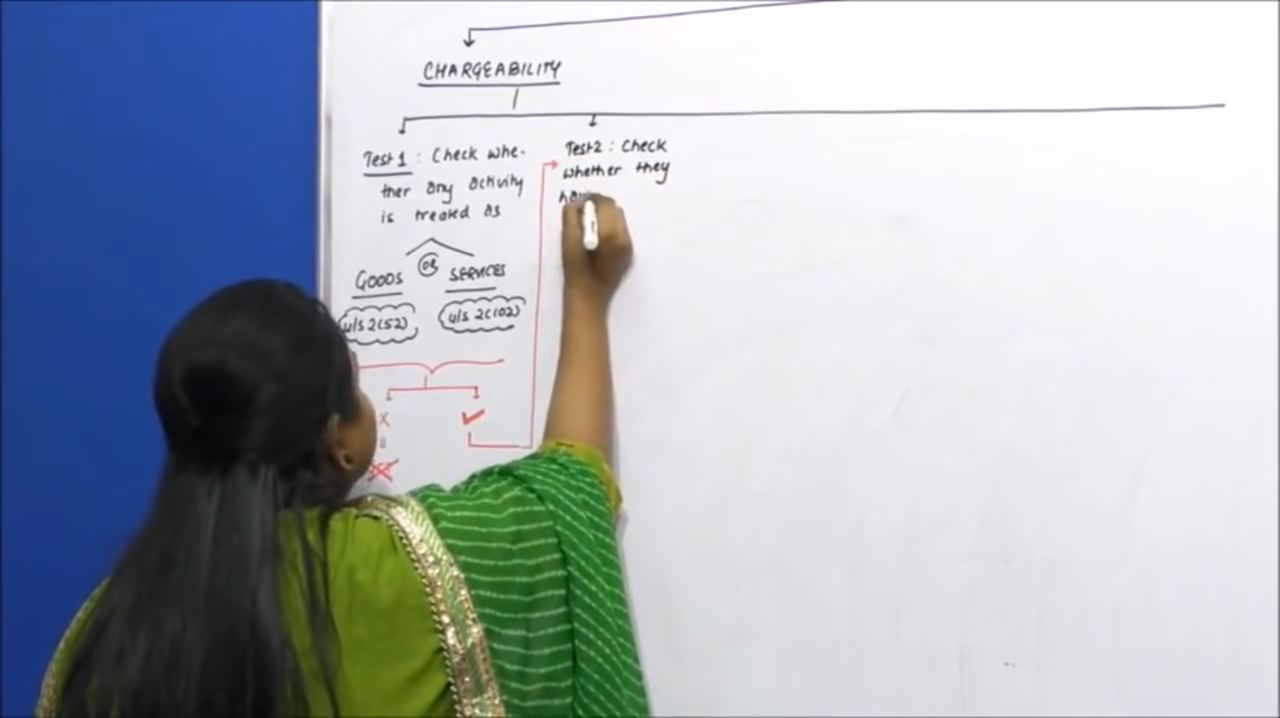 CHARGEABILITY
Test 1 : Check whe-
ther any activity
is treated as
GOODS OR SERVICES
u/s 2(52) u/s 2(102)
Test 2 : Check
whether they